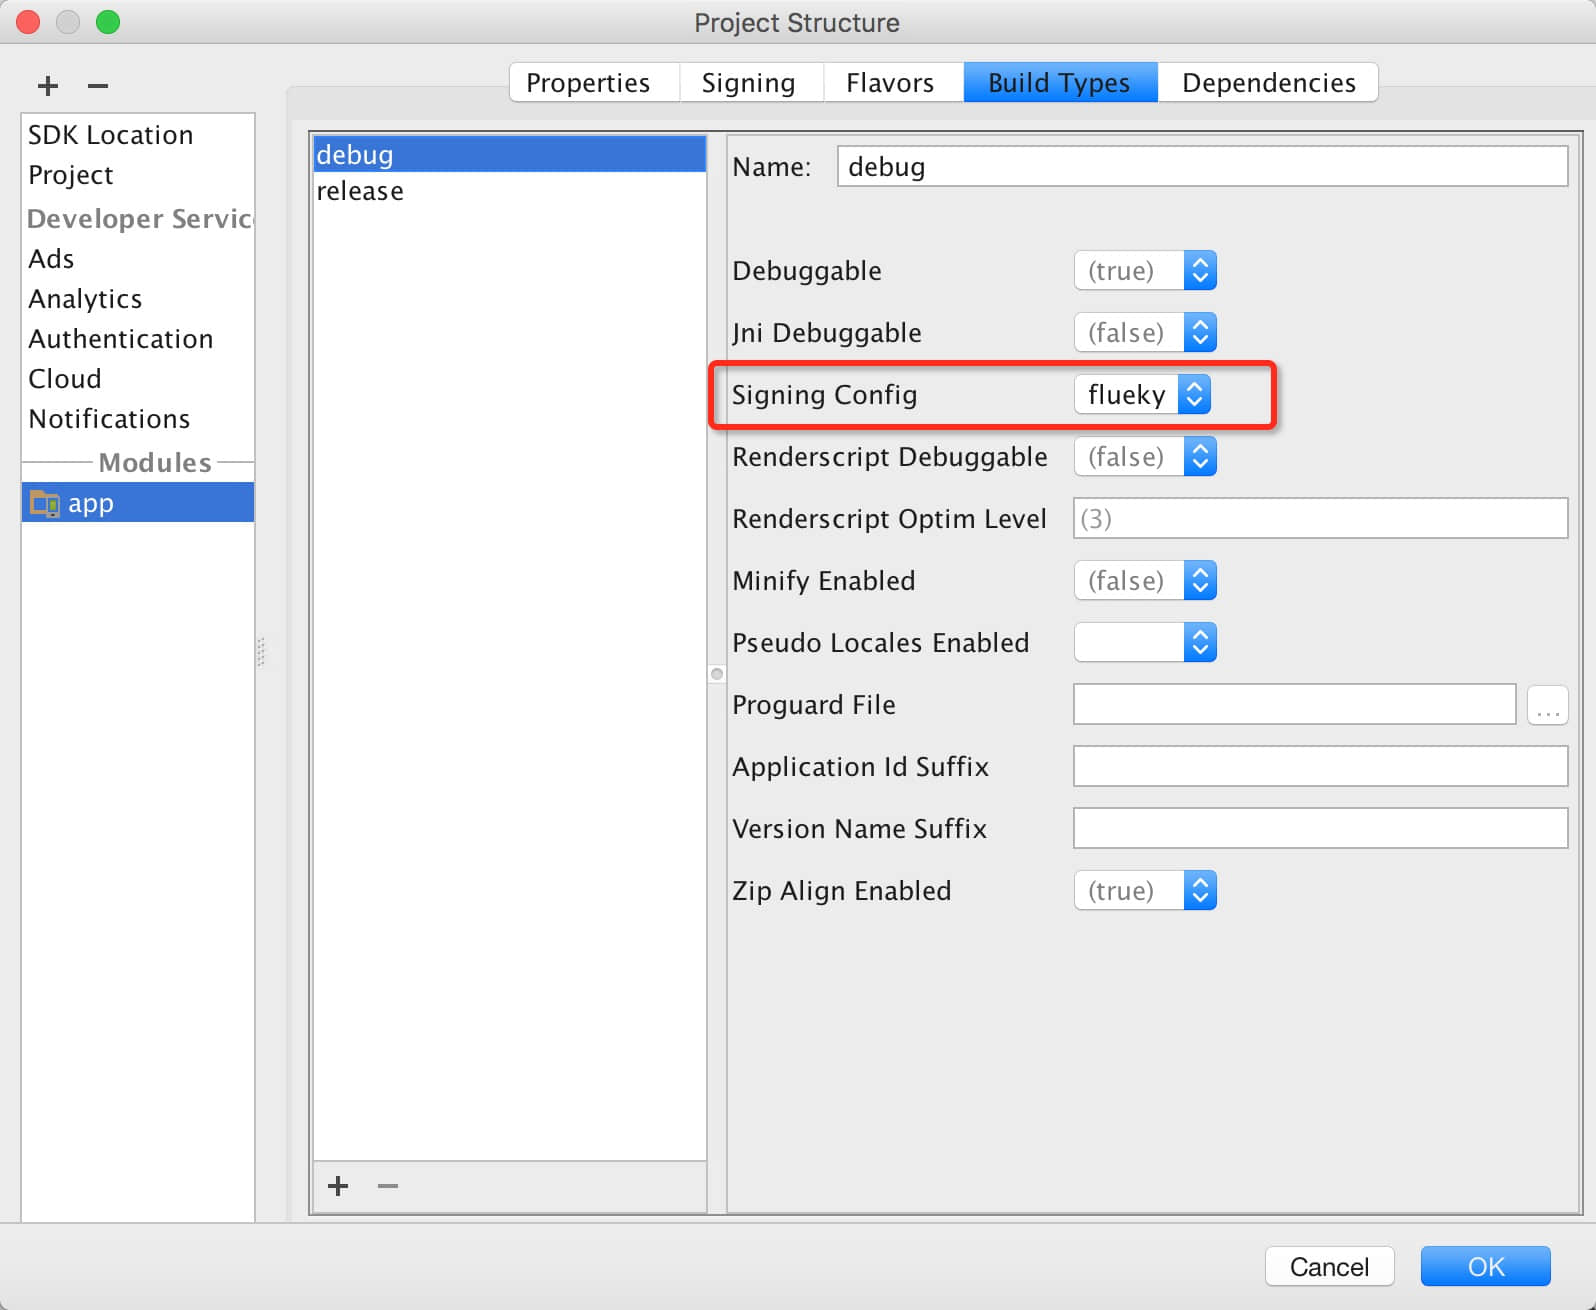 Project Structure
Properties
Signing
Flavors
Build Types
Dependencies
SDK Location
Project
Developer Servic
Ads
Analytics
Authentication
Cloud
Notifications
Modules
app
debug
release
Name: debug
Debuggable (true)
Jni Debuggable (false)
Signing Config flueky
Renderscript Debuggable (false)
Renderscript Optim Level (3)
Minify Enabled (false)
Pseudo Locales Enabled
Proguard File ...
Application Id Suffix
Version Name Suffix
Zip Align Enabled (true)
Cancel
OK